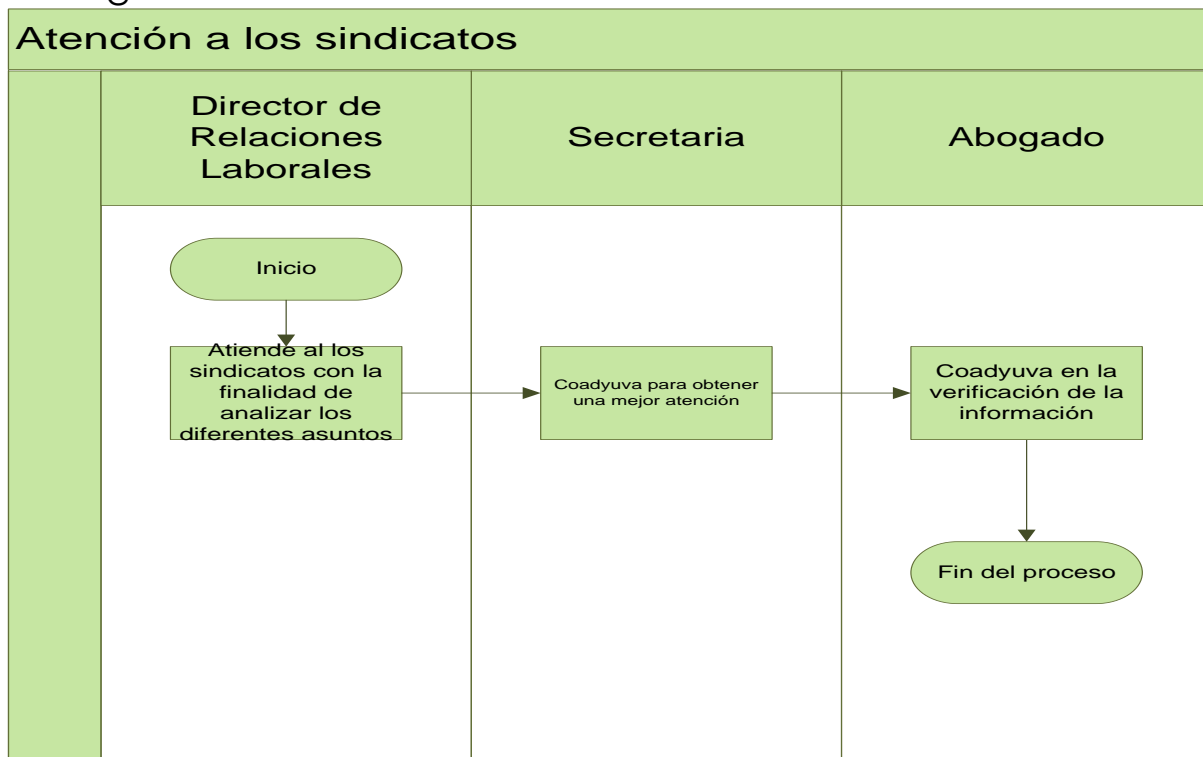 Atención a los sindicatos
Director de
Relaciones
Laborales
Secretaria
Abogado
Inicio
Atiende al los
sindicatos con la
finalidad de
analizar los
diferentes asuntos
Coadyuva para obtener
una mejor atención
Coadyuva en la
verificación de la
información
Fin del proceso